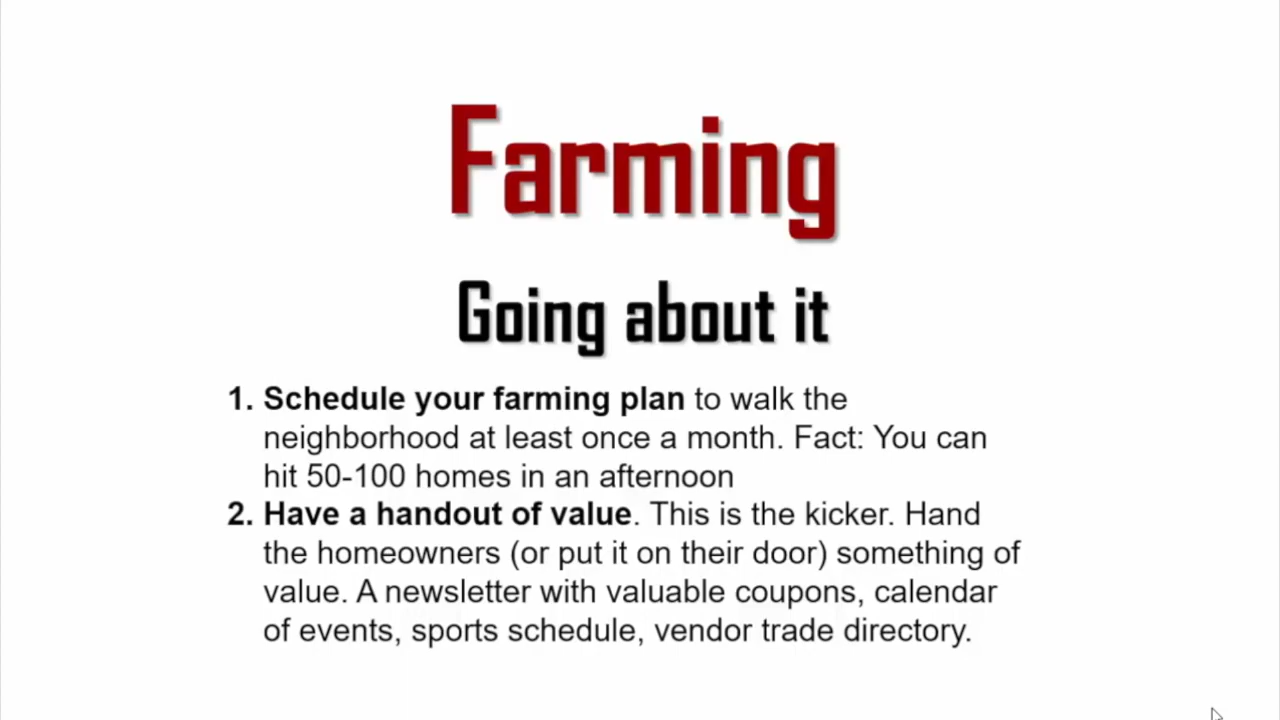 Farming
Going about it
1. Schedule your farming plan to walk the
neighborhood at least once a month. Fact: You can
hit 50-100 homes in an afternoon
2. Have a handout of value. This is the kicker. Hand
the homeowners (or put it on their door) something of
value. A newsletter with valuable coupons, calendar
of events, sports schedule, vendor trade directory.